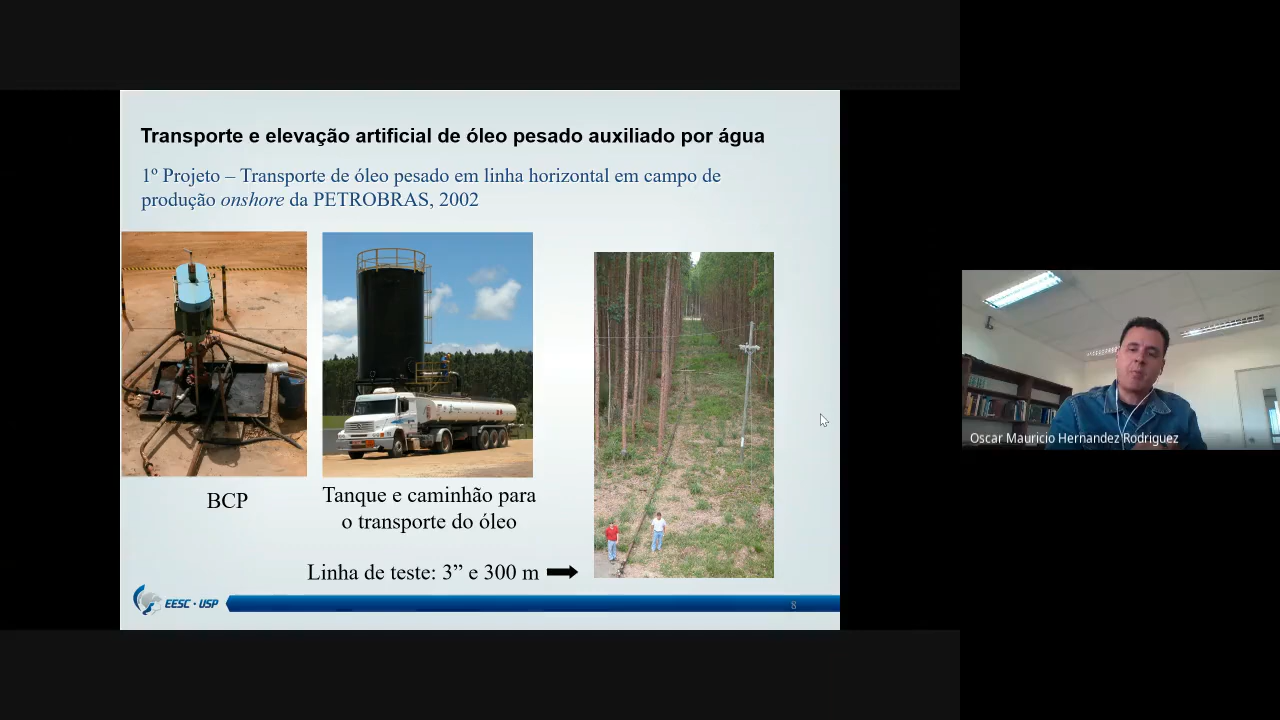 Transporte e elevação artificial de óleo pesado auxiliado por água
1º Projeto – Transporte de óleo pesado em linha horizontal em campo de
produção onshore da PETROBRAS, 2002
BCP
Tanque e caminhão para
o transporte do óleo
Linha de teste: 3” e 300 m
EESC · USP
8
Oscar Mauricio Hernandez Rodriguez